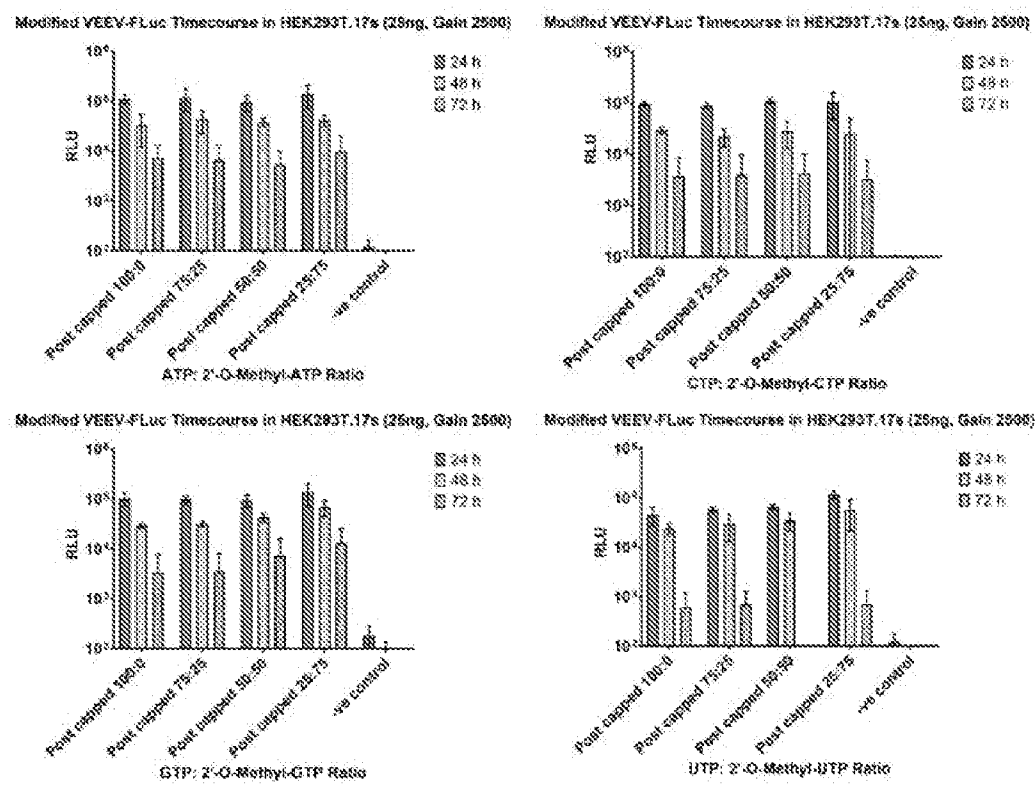 Modified VEEV-FLuc Timecourse in HEK293T.17s (25ng, Gain 2500)
24 h
48 h
72 h
RLU
Post capped 100:0
Post capped 75:25
Post capped 50:50
Post capped 25:75
-ve control
ATP: 2'-O-Methyl-ATP Ratio
Modified VEEV-FLuc Timecourse in HEK293T.17s (25ng, Gain 2500)
24 h
48 h
72 h
RLU
Post capped 100:0
Post capped 75:25
Post capped 50:50
Post capped 25:75
-ve control
CTP: 2'-O-Methyl-CTP Ratio
Modified VEEV-FLuc Timecourse in HEK293T.17s (25ng, Gain 2500)
24 h
48 h
72 h
RLU
Post capped 100:0
Post capped 75:25
Post capped 50:50
Post capped 25:75
-ve control
GTP: 2'-O-Methyl-GTP Ratio
Modified VEEV-FLuc Timecourse in HEK293T.17s (25ng, Gain 2500)
24 h
48 h
72 h
RLU
Post capped 100:0
Post capped 75:25
Post capped 50:50
Post capped 25:75
-ve control
UTP: 2'-O-Methyl-UTP Ratio